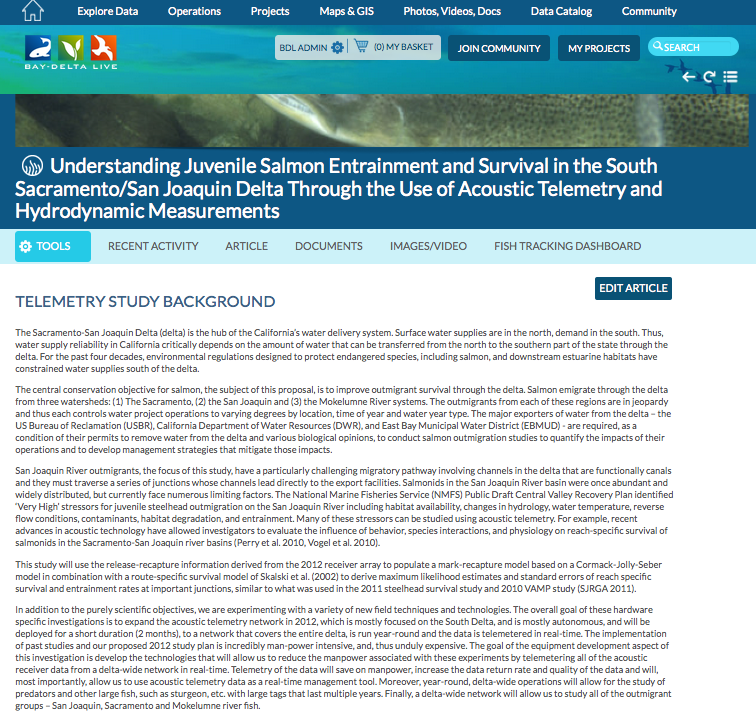 Explore Data Operations Projects Maps & GIS Photos, Videos, Docs Data Catalog Community
BAY-DELTA LIVE
BDL ADMIN (0) MY BASKET JOIN COMMUNITY MY PROJECTS SEARCH
Understanding Juvenile Salmon Entrainment and Survival in the South
Sacramento/San Joaquin Delta Through the Use of Acoustic Telemetry and
Hydrodynamic Measurements
TOOLS RECENT ACTIVITY ARTICLE DOCUMENTS IMAGES/VIDEO FISH TRACKING DASHBOARD
EDIT ARTICLE
TELEMETRY STUDY BACKGROUND
The Sacramento-San Joaquin Delta (delta) is the hub of the California's water delivery system. Surface water supplies are in the north, demand in the south. Thus,
water supply reliability in California critically depends on the amount of water that can be transferred from the north to the southern part of the state through the
delta. For the past four decades, environmental regulations designed to protect endangered species, including salmon, and downstream estuarine habitats have
constrained water supplies south of the delta.
The central conservation objective for salmon, the subject of this proposal, is to improve outmigrant survival through the delta. Salmon emigrate through the delta
from three watersheds: (1) The Sacramento, (2) the San Joaquin and (3) the Mokelumne River systems. The outmigrants from each of these regions are in jeopardy
and thus each controls water project operations to varying degrees by location, time of year and water year type. The major exporters of water from the delta – the
US Bureau of Reclamation (USBR), California Department of Water Resources (DWR), and East Bay Municipal Water District (EBMUD) - are required, as a
condition of their permits to remove water from the delta and various biological opinions, to conduct salmon outmigration studies to quantify the impacts of their
operations and to develop management strategies that mitigate those impacts.
San Joaquin River outmigrants, the focus of this study, have a particularly challenging migratory pathway involving channels in the delta that are functionally canals
and they must traverse a series of junctions whose channels lead directly to the export facilities. Salmonids in the San Joaquin River basin were once abundant and
widely distributed, but currently face numerous limiting factors. The National Marine Fisheries Service (NMFS) Public Draft Central Valley Recovery Plan identified
'Very High' stressors for juvenile steelhead outmigration on the San Joaquin River including habitat availability, changes in hydrology, water temperature, reverse
flow conditions, contaminants, habitat degradation, and entrainment. Many of these stressors can be studied using acoustic telemetry. For example, recent
advances in acoustic technology have allowed investigators to evaluate the influence of behavior, species interactions, and physiology on reach-specific survival of
salmonids in the Sacramento-San Joaquin river basins (Perry et al. 2010, Vogel et al. 2010).
This study will use the release-recapture information derived from the 2012 receiver array to populate a mark-recapture model based on a Cormack-Jolly-Seber
model in combination with a route-specific survival model of Skalski et al. (2002) to derive maximum likelihood estimates and standard errors of reach specific
survival and entrainment rates at important junctions, similar to what was used in the 2011 steelhead survival study and 2010 VAMP study (SJRGA 2011).
In addition to the purely scientific objectives, we are experimenting with a variety of new field techniques and technologies. The overall goal of these hardware
specific investigations is to expand the acoustic telemetry network in 2012, which is mostly focused on the South Delta, and is mostly autonomous, and will be
deployed for a short duration (2 months), to a network that covers the entire delta, is run year-round and the data is telemetered in real-time. The implementation
of past studies and our proposed 2012 study plan is incredibly man-power intensive, and, thus unduly expensive. The goal of the equipment development aspect of
this investigation is develop the technologies that will allow us to reduce the manpower associated with these experiments by telemetering all of the acoustic
receiver data from a delta-wide network in real-time. Telemetry of the data will save on manpower, increase the data return rate and quality of the data and will,
most importantly, allow us to use acoustic telemetry data as a real-time management tool. Moreover, year-round, delta-wide operations will allow for the study of
predators and other large fish, such as sturgeon, etc. with large tags that last multiple years. Finally, a delta-wide network will allow us to study all of the outmigrant
groups – San Joaquin, Sacramento and Mokelumne river fish.